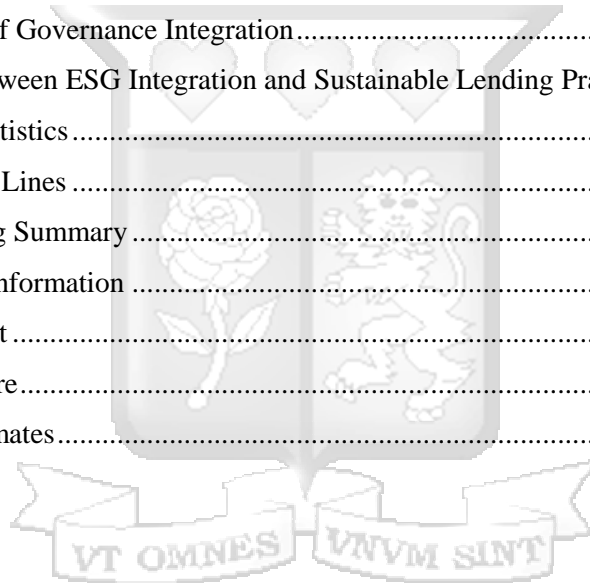 f Governance Integration
ween ESG Integration and Sustainable Lending Pra
tistics
Lines
g Summary
nformation
t
re
nates
VT OMNES VNVM SINT